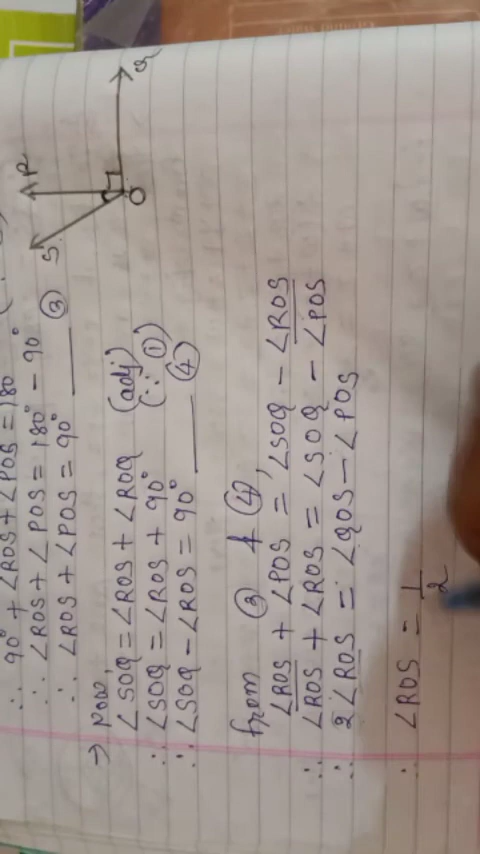 ∴ 90° + ∠ROS + ∠POS = 180
∴ ∠ROS + ∠POS = 180° - 90°
∴ ∠ROS + ∠POS = 90° ——— ③
→ Now,
∠SOQ = ∠ROS + ∠ROQ (adj)
∴ ∠SOQ = ∠ROS + 90° (∵ ①)
∴ ∠SOQ - ∠ROS = 90° ——— ④
from ③ & ④,
∠ROS + ∠POS = ∠SOQ - ∠ROS
∴ ∠ROS + ∠ROS = ∠SOQ - ∠POS
∴ 2∠ROS = ∠QOS - ∠POS
∴ ∠ROS = 1/2
S
R
O
Q